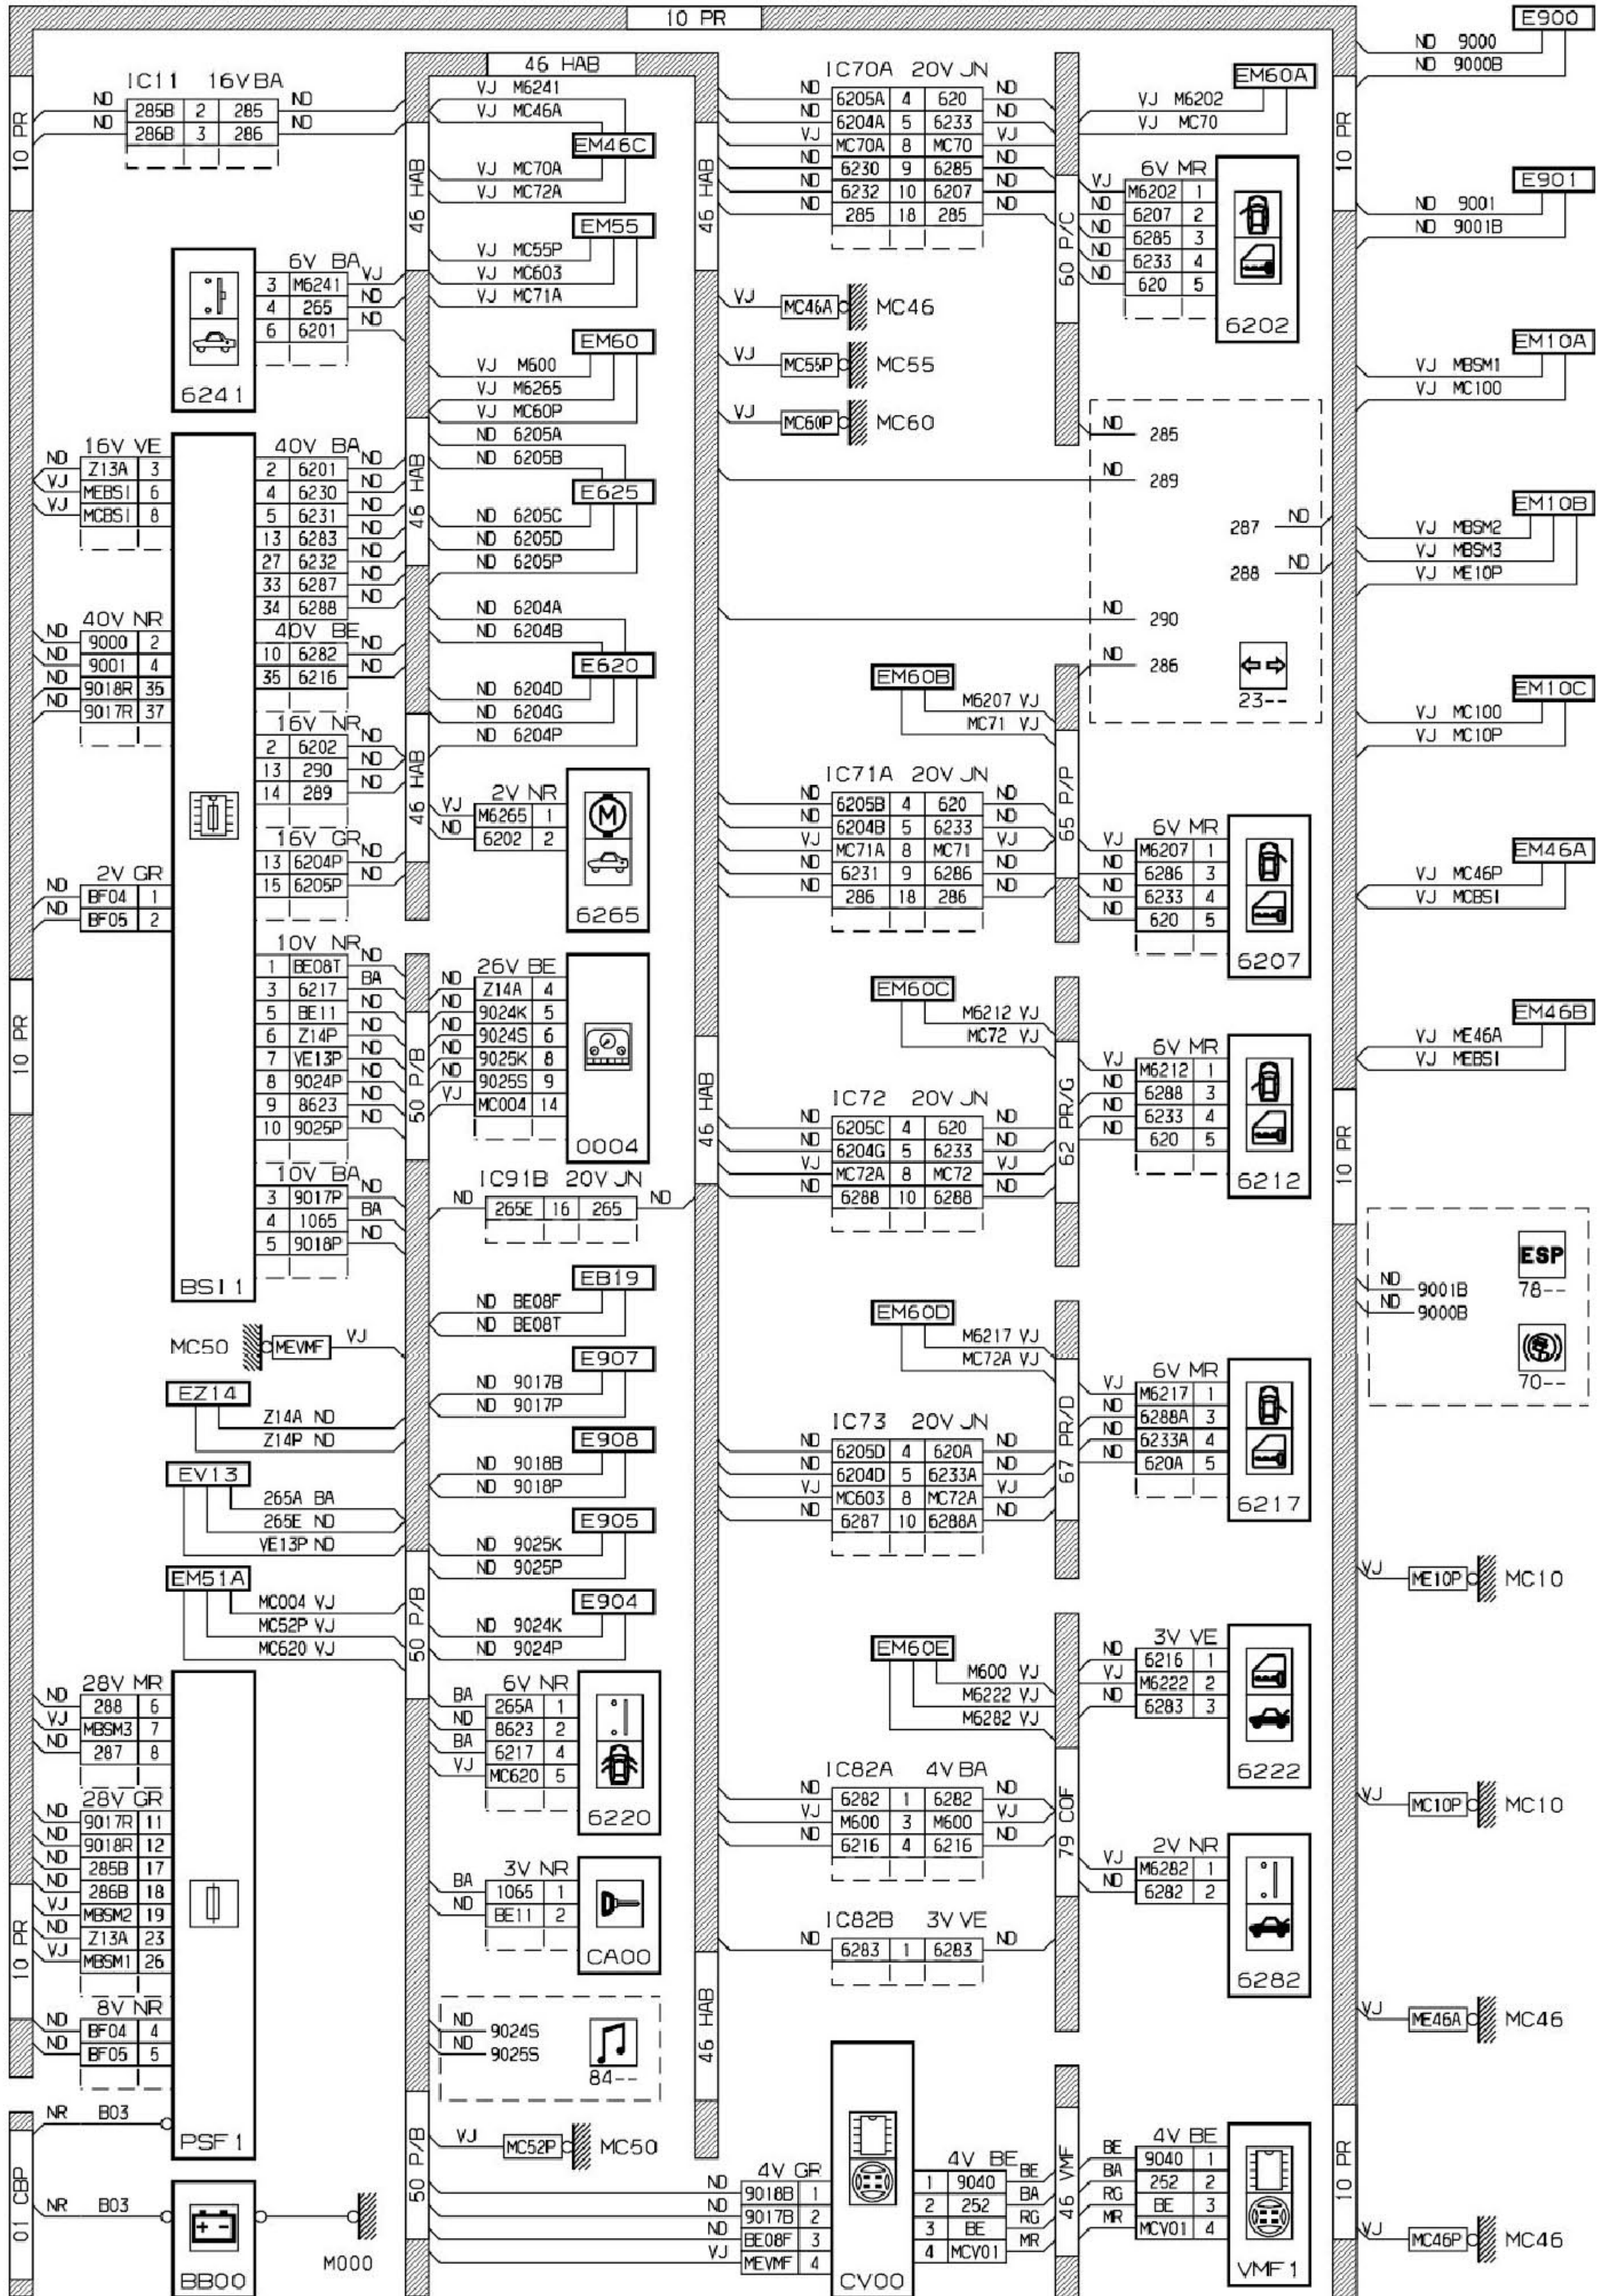 10 PR
E900
ND 9000
ND 9000B
46 HAB
IC11 16V BA
ND 285B 2 285 ND
ND 286B 3 286 ND
10 PR
VJ M6241
VJ MC46A
EM46C
VJ MC70A
VJ MC72A
46 HAB
EM55
VJ MC55P
VJ MC603
VJ MC71A
6V BA
3 M6241 VJ
4 265 ND
6 6201 ND
6241
EM60
VJ M600
VJ M6265
VJ MC60P
ND 6205A
ND 6205B
E625
ND 6205C
ND 6205D
ND 6205P
46 HAB
ND 6204A
ND 6204B
E620
ND 6204D
ND 6204G
ND 6204P
46 HAB
16V VE
ND Z13A 3
VJ MEBSI 6
VJ MCBSI 8
40V NR
ND 9000 2
ND 9001 4
ND 9018R 35
ND 9017R 37
2V GR
ND BF04 1
ND BF05 2
40V BA
2 6201 ND
4 6230 ND
5 6231 ND
13 6283 ND
27 6232 ND
33 6287 ND
34 6288 ND
40V BE
10 6282 ND
35 6216 ND
16V NR
2 6202 ND
13 290 ND
14 289 ND
16V GR
13 6204P ND
15 6205P ND
10V NR
1 BE08T ND
3 6217 BA
5 BE11 ND
6 Z14P ND
7 VE13P ND
8 9024P ND
9 8623 ND
10 9025P ND
10V BA
3 9017P ND
4 1065 BA
5 9018P ND
BSI1
10 PR
2V NR
VJ M6265 1
ND 6202 2
M
6265
26V BE
ND Z14A 4
ND 9024K 5
ND 9024S 6
ND 9025K 8
ND 9025S 9
VJ MC004 14
0004
50 P/B
IC91B 20V JN
ND 265E 16 265 ND
EB19
ND BE08F
ND BE08T
E907
ND 9017B
ND 9017P
E908
ND 9018B
ND 9018P
E905
ND 9025K
ND 9025P
E904
ND 9024K
ND 9024P
50 P/B
MC50 MEVMF VJ
EZ14
Z14A ND
Z14P ND
EV13
265A BA
265E ND
VE13P ND
EM51A
MC004 VJ
MC52P VJ
MC620 VJ
28V MR
ND 288 6
VJ MBSM3 7
ND 287 8
28V GR
ND 9017R 11
ND 9018R 12
ND 285B 17
ND 286B 18
VJ MBSM2 19
ND Z13A 23
VJ MBSM1 26
8V NR
ND BF04 4
ND BF05 5
PSF1
10 PR
NR B03
01 CBP
NR B03
+ -
BB00
M000
6V NR
BA 265A 1
ND 8623 2
BA 6217 4
VJ MC620 5
6220
3V NR
BA 1065 1
ND BE11 2
CA00
ND 9024S
ND 9025S
84--
50 P/B
VJ MC52P MC50
46 HAB
IC70A 20V JN
ND 6205A 4 620 ND
ND 6204A 5 6233 ND
VJ MC70A 8 MC70 VJ
ND 6230 9 6285 ND
ND 6232 10 6207 ND
ND 285 18 285 ND
VJ MC46A MC46
VJ MC55P MC55
VJ MC60P MC60
60 P/C
EM60A
VJ M6202
VJ MC70
6V MR
VJ M6202 1
ND 6207 2
ND 6285 3
ND 6233 4
ND 620 5
6202
ND 285
ND 289
287 ND
288 ND
ND 290
ND 286
23--
EM60B
M6207 VJ
MC71 VJ
65 P/P
IC71A 20V JN
ND 6205B 4 620 ND
ND 6204B 5 6233 ND
VJ MC71A 8 MC71 VJ
ND 6231 9 6286 ND
ND 286 18 286 ND
6V MR
VJ M6207 1
ND 6286 3
ND 6233 4
ND 620 5
6207
EM60C
M6212 VJ
MC72 VJ
46 HAB
62 PR/G
IC72 20V JN
ND 6205C 4 620 ND
ND 6204G 5 6233 ND
VJ MC72A 8 MC72 VJ
ND 6288 10 6288 ND
6V MR
VJ M6212 1
ND 6288 3
ND 6233 4
ND 620 5
6212
EM60D
M6217 VJ
MC72A VJ
67 PR/D
IC73 20V JN
ND 6205D 4 620A ND
ND 6204D 5 6233A ND
VJ MC603 8 MC72A VJ
ND 6287 10 6288A ND
6V MR
VJ M6217 1
ND 6288A 3
ND 6233A 4
ND 620A 5
6217
EM60E
M600 VJ
M6222 VJ
M6282 VJ
79 COF
3V VE
ND 6216 1
VJ M6222 2
ND 6283 3
6222
IC82A 4V BA
ND 6282 1 6282 ND
VJ M600 3 M600 VJ
ND 6216 4 6216 ND
2V NR
VJ M6282 1
ND 6282 2
6282
IC82B 3V VE
ND 6283 1 6283 ND
46 HAB
4V GR
ND 9018B 1
ND 9017B 2
ND BE08F 3
VJ MEVMF 4
4V BE
1 9040 BE
2 252 BA
3 BE RG
4 MCV01 MR
CV00
46 VMF
4V BE
BE 9040 1
BA 252 2
RG BE 3
MR MCV01 4
VMF1
10 PR
E901
ND 9001
ND 9001B
EM10A
VJ MBSM1
VJ MC100
EM10B
VJ MBSM2
VJ MBSM3
VJ ME10P
EM10C
VJ MC100
VJ MC10P
EM46A
VJ MC46P
VJ MCBSI
EM46B
VJ ME46A
VJ MEBSI
10 PR
ESP
ND 9001B 78--
ND 9000B
70--
VJ ME10P MC10
VJ MC10P MC10
VJ ME46A MC46
10 PR
VJ MC46P MC46